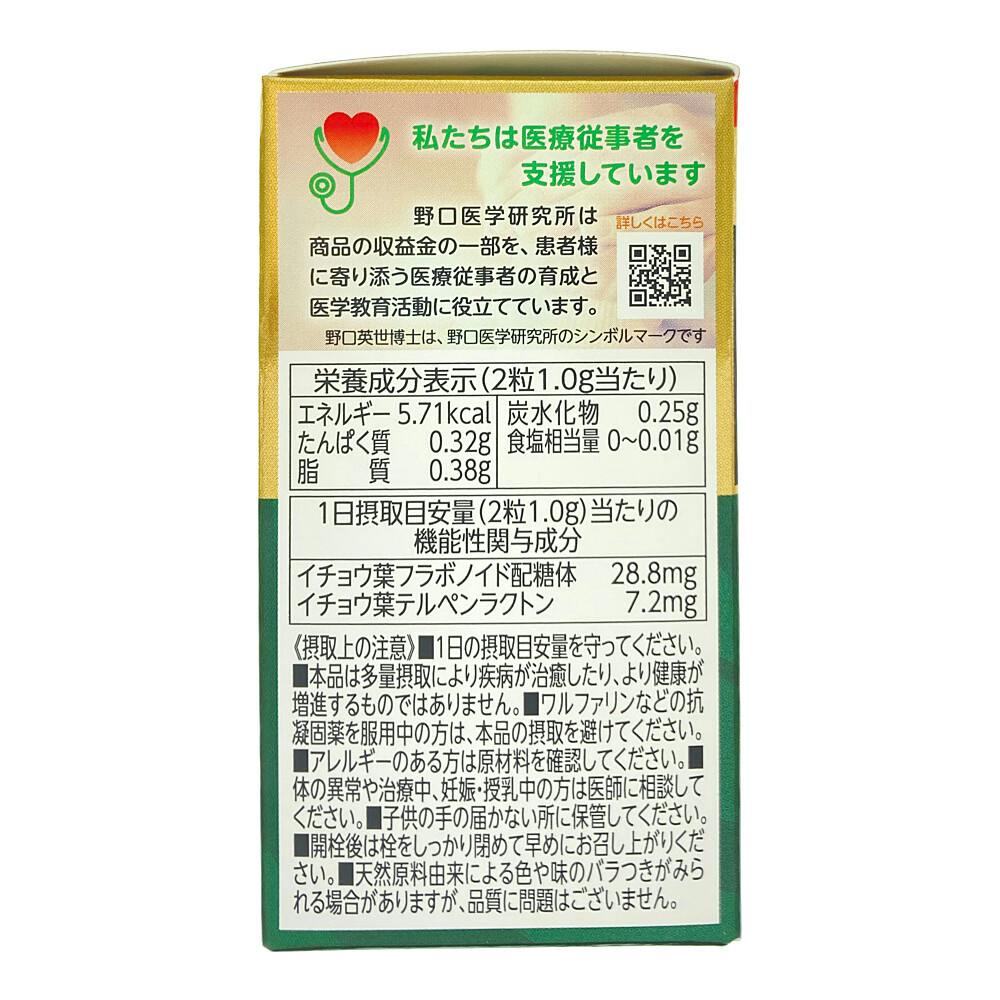 私たちは医療従事者を
支援しています
野口医学研究所は
商品の収益金の一部を、患者様
に寄り添う医療従事者の育成と
医学教育活動に役立てています。
詳しくはこちら
野口英世博士は、野口医学研究所のシンボルマークです
栄養成分表示(2粒1.0g当たり)
エネルギー 5.71kcal 炭水化物 0.25g
たんぱく質 0.32g 食塩相当量 0~0.01g
脂質 0.38g
1日摂取目安量(2粒1.0g)当たりの
機能性関与成分
イチョウ葉フラボノイド配糖体 28.8mg
イチョウ葉テルペンラクトン 7.2mg
《摂取上の注意》■1日の摂取目安量を守ってください。
■本品は多量摂取により疾病が治癒したり、より健康が
増進するものではありません。■ワルファリンなどの抗
凝固薬を服用中の方は、本品の摂取を避けてください。
■アレルギーのある方は原材料を確認してください。■
体の異常や治療中、妊娠・授乳中の方は医師に相談して
ください。■子供の手の届かない所に保管してください。
■開栓後は栓をしっかり閉めて早めにお召し上がりくだ
さい。■天然原料由来による色や味のバラつきがみら
れる場合がありますが、品質に問題はございません。